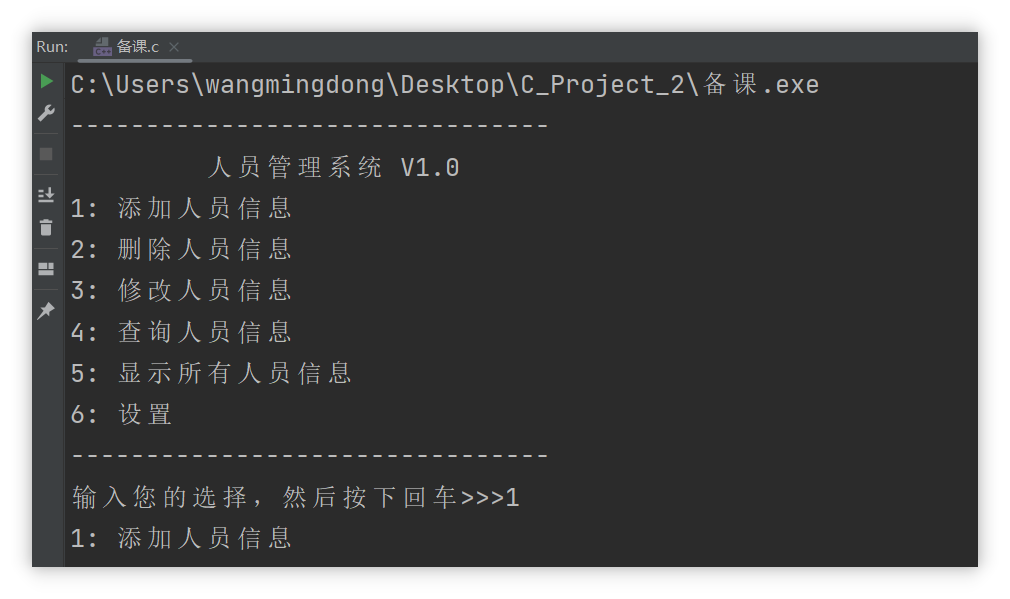 Run: 备课.c
C:\Users\wangmingdong\Desktop\C_Project_2\备课.exe
--------------------------------
人员管理系统 V1.0
1: 添加人员信息
2: 删除人员信息
3: 修改人员信息
4: 查询人员信息
5: 显示所有人员信息
6: 设置
--------------------------------
输入您的选择，然后按下回车>>>1
1: 添加人员信息